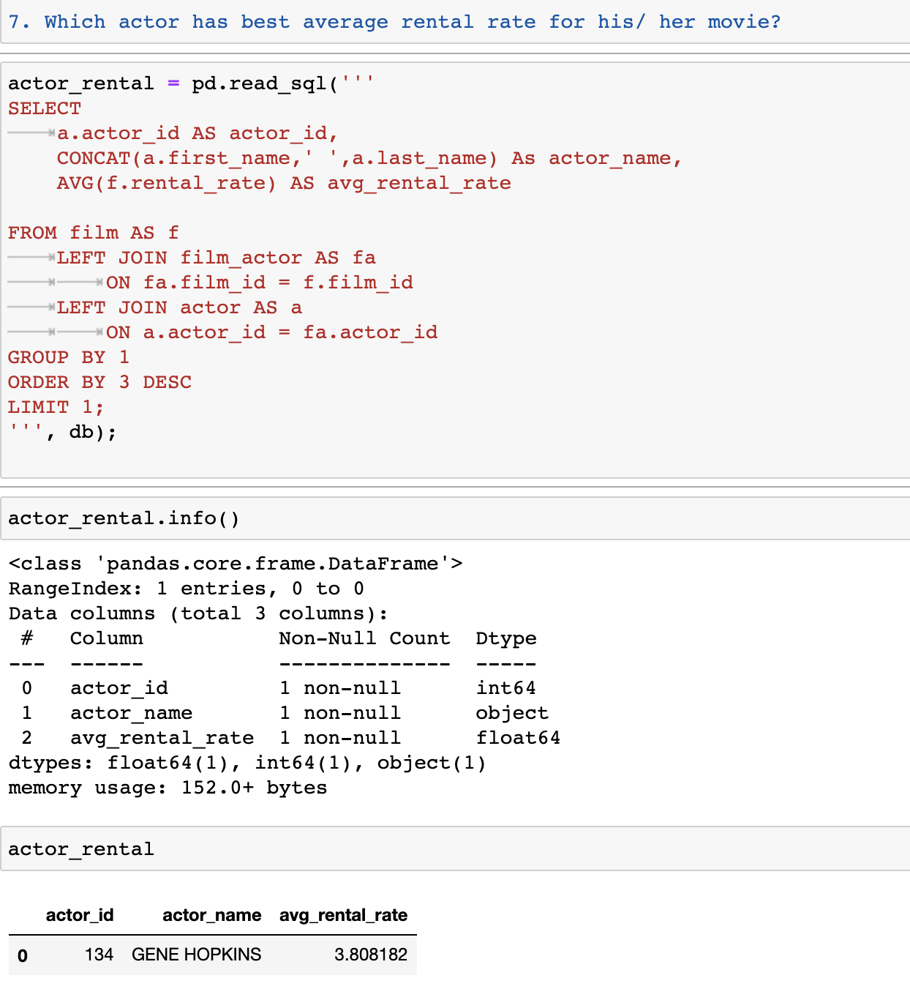 7. Which actor has best average rental rate for his/ her movie?
actor_rental = pd.read_sql('''
SELECT
a.actor_id AS actor_id,
CONCAT(a.first_name,' ',a.last_name) As actor_name,
AVG(f.rental_rate) AS avg_rental_rate
FROM film AS f
LEFT JOIN film_actor AS fa
ON fa.film_id = f.film_id
LEFT JOIN actor AS a
ON a.actor_id = fa.actor_id
GROUP BY 1
ORDER BY 3 DESC
LIMIT 1;
''', db);
actor_rental.info()
<class 'pandas.core.frame.DataFrame'>
RangeIndex: 1 entries, 0 to 0
Data columns (total 3 columns):
# Column Non-Null Count Dtype
--- ------ -------------- -----
0 actor_id 1 non-null int64
1 actor_name 1 non-null object
2 avg_rental_rate 1 non-null float64
dtypes: float64(1), int64(1), object(1)
memory usage: 152.0+ bytes
actor_rental
actor_id actor_name avg_rental_rate
0 134 GENE HOPKINS 3.808182